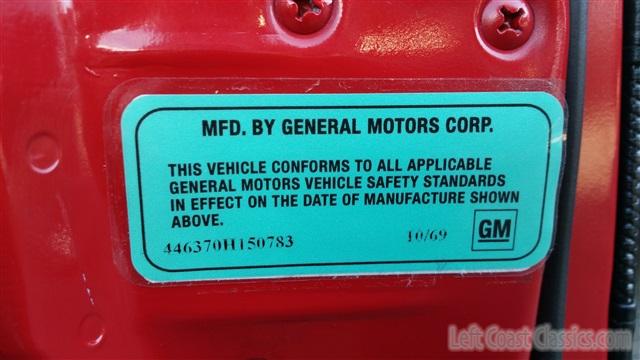 MFD. BY GENERAL MOTORS CORP.
THIS VEHICLE CONFORMS TO ALL APPLICABLE
GENERAL MOTORS VEHICLE SAFETY STANDARDS
IN EFFECT ON THE DATE OF MANUFACTURE SHOWN
ABOVE.
446370H150783 10/69 GM
Left Coast Classics.com